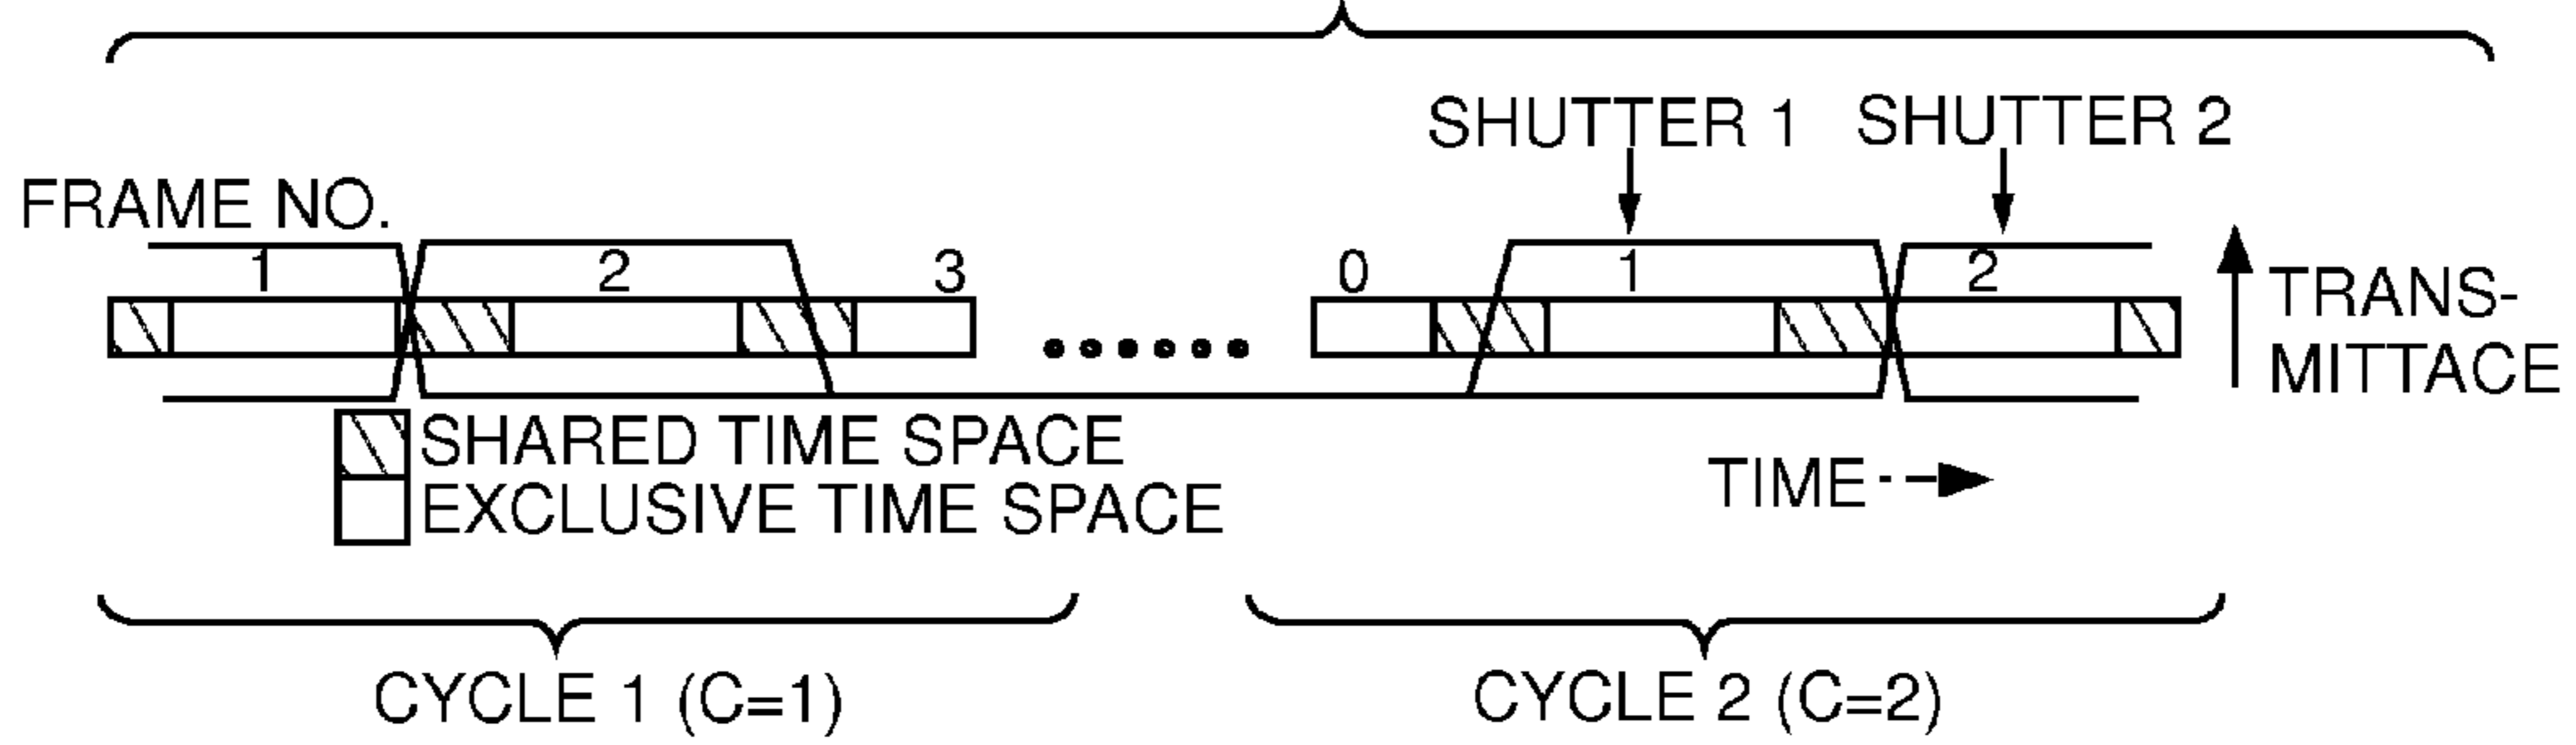 SHUTTER 1 SHUTTER 2
FRAME NO.
1 2 3 0 1 2
TRANS-
MITTACE
SHARED TIME SPACE
EXCLUSIVE TIME SPACE
TIME
CYCLE 1 (C=1) CYCLE 2 (C=2)